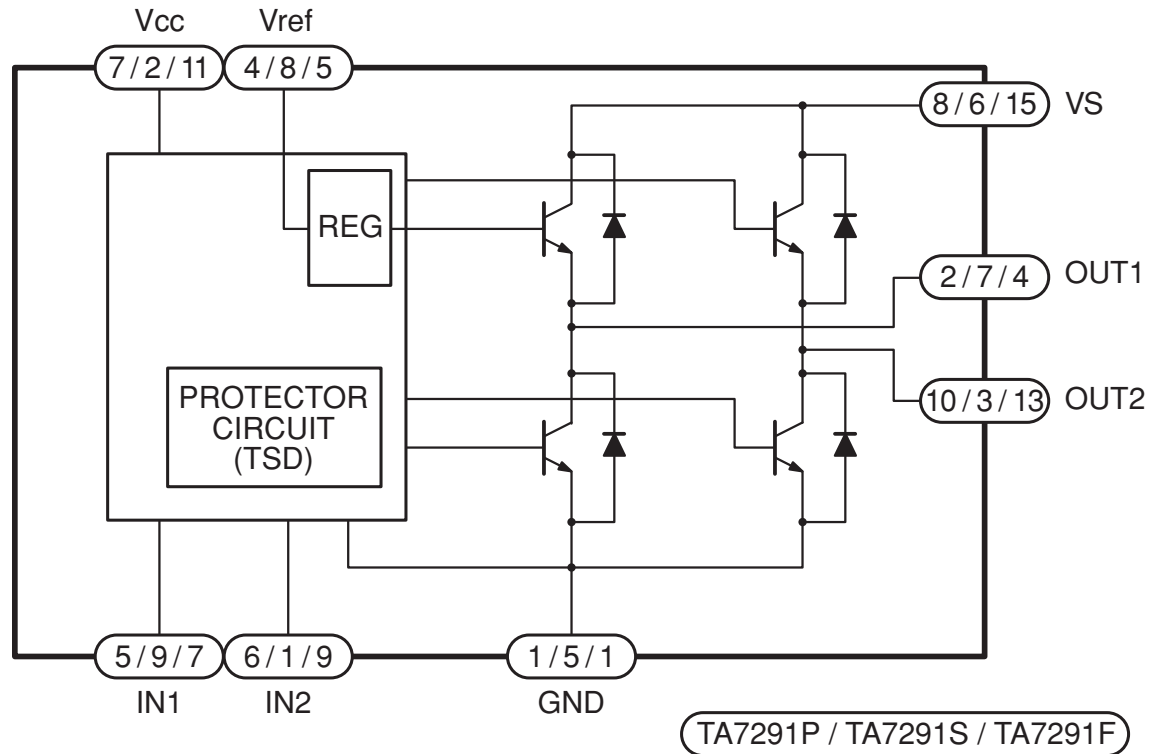 Vcc
Vref
7 / 2 / 11
4 / 8 / 5
8 / 6 / 15
VS
REG
2 / 7 / 4
OUT1
PROTECTOR
CIRCUIT
(TSD)
10 / 3 / 13
OUT2
5 / 9 / 7
6 / 1 / 9
1 / 5 / 1
IN1
IN2
GND
TA7291P / TA7291S / TA7291F